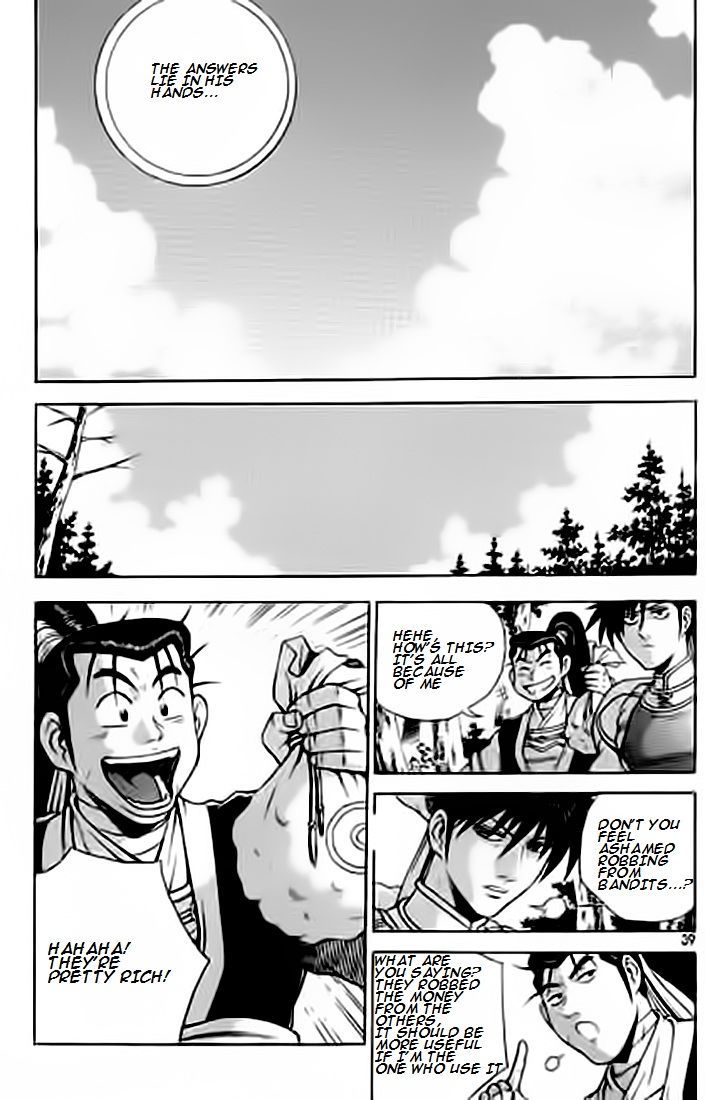 THE ANSWERS
LIE IN HIS
HANDS...
HAHAHA!
THEY'RE
PRETTY RICH!
HEHE,
HOW'S THIS?
IT'S ALL
BECAUSE
OF ME
DON'T YOU
FEEL
ASHAMED
ROBBING
FROM
BANDITS...?
39
WHAT ARE
YOU SAYING?
THEY ROBBED
THE MONEY
FROM THE
OTHERS,
IT SHOULD BE
MORE USEFUL
IF I'M THE
ONE WHO USE IT